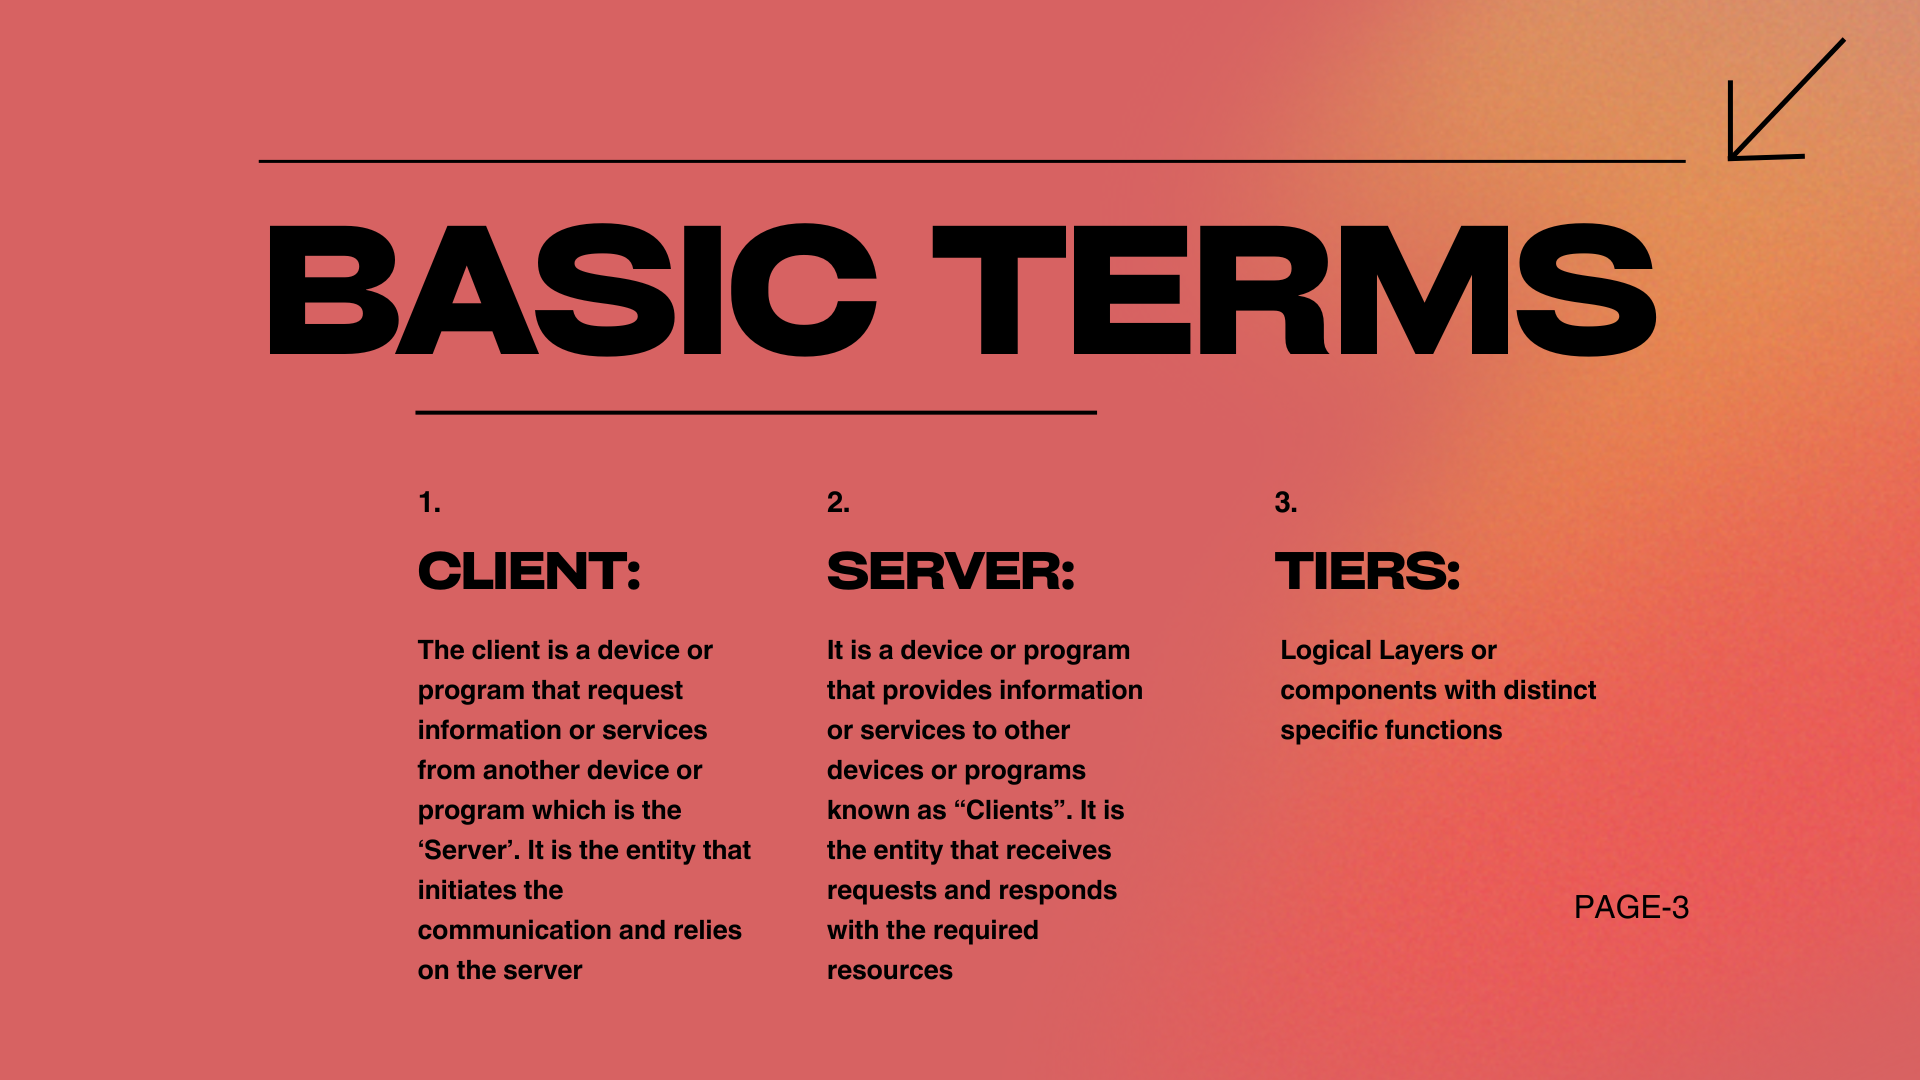 BASIC TERMS
1.
CLIENT:
The client is a device or
program that request
information or services
from another device or
program which is the
‘Server’. It is the entity that
initiates the
communication and relies
on the server
2.
SERVER:
It is a device or program
that provides information
or services to other
devices or programs
known as “Clients”. It is
the entity that receives
requests and responds
with the required
resources
3.
TIERS:
Logical Layers or
components with distinct
specific functions
PAGE-3